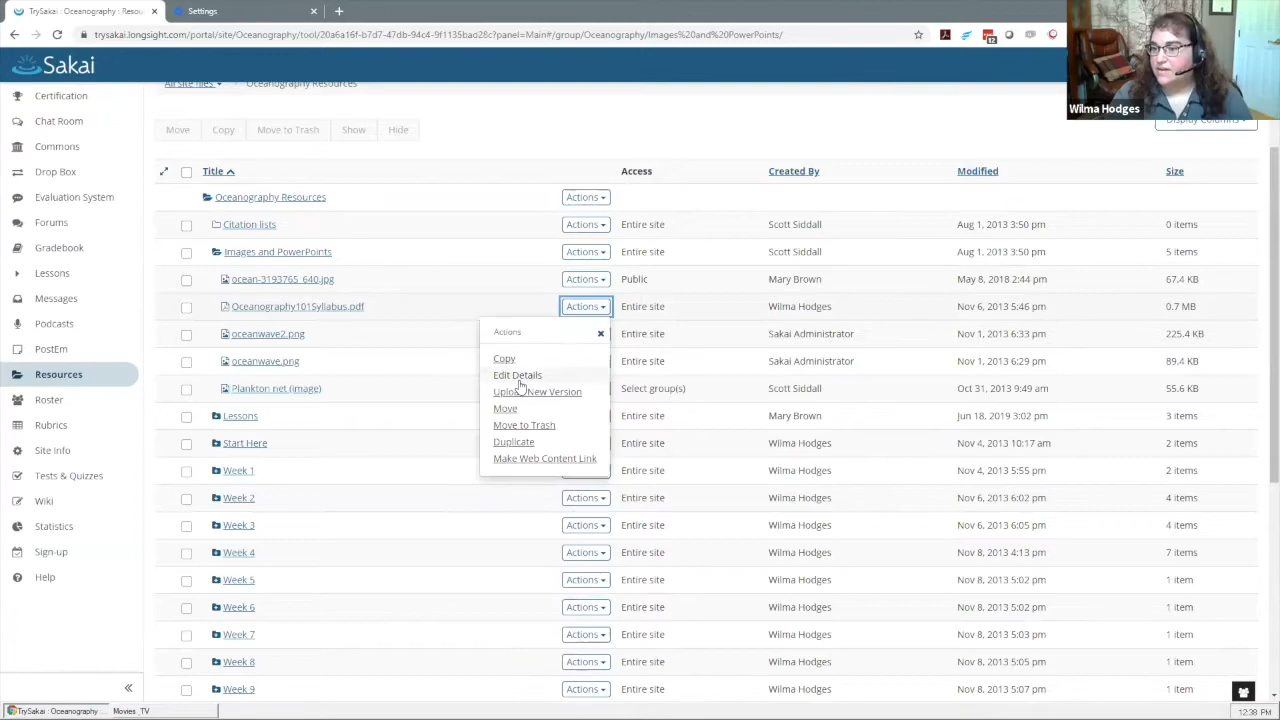 TrySakai : Oceanography : Resou
Settings
trysakai.longsight.com/portal/site/Oceanography/tool/20a6a16f-b1d7-47db-94c4-9f1135bad28c?panel=Main#/group/Oceanography/Images%20and%20PowerPoints/
12
Sakai
Wilma Hodges
All site files
Oceanography Resources
Display Columns
Move Copy Move to Trash Show Hide
Certification
Chat Room
Commons
Drop Box
Evaluation System
Forums
Gradebook
Lessons
Messages
Podcasts
PostEm
Resources
Roster
Rubrics
Site Info
Tests & Quizzes
Wiki
Statistics
Sign-up
Help
Title Access Created By Modified Size
Oceanography Resources Actions
Citation lists Actions Entire site Scott Siddall Aug 1, 2013 3:50 pm 0 items
Images and PowerPoints Actions Entire site Scott Siddall Aug 1, 2013 3:50 pm 5 items
ocean-3193765_640.jpg Actions Public Mary Brown May 8, 2018 2:44 pm 67.4 KB
Oceanography101Syllabus.pdf Actions Entire site Wilma Hodges Nov 6, 2013 5:46 pm 0.7 MB
oceanwave2.png Entire site Sakai Administrator Nov 1, 2013 6:33 pm 225.4 KB
oceanwave.png Entire site Sakai Administrator Nov 1, 2013 6:29 pm 89.4 KB
Plankton net (image) Select group(s) Scott Siddall Oct 31, 2013 9:49 am 55.6 KB
Lessons Entire site Mary Brown Jun 18, 2019 3:02 pm 3 items
Start Here Entire site Wilma Hodges Nov 4, 2013 10:17 am 2 items
Week 1 Entire site Wilma Hodges Nov 4, 2013 5:55 pm 2 items
Week 2 Actions Entire site Wilma Hodges Nov 6, 2013 6:02 pm 4 items
Week 3 Actions Entire site Wilma Hodges Nov 6, 2013 6:05 pm 4 items
Week 4 Actions Entire site Wilma Hodges Nov 8, 2013 4:13 pm 7 items
Week 5 Actions Entire site Wilma Hodges Nov 8, 2013 5:02 pm 1 item
Week 6 Actions Entire site Wilma Hodges Nov 8, 2013 5:02 pm 1 item
Week 7 Actions Entire site Wilma Hodges Nov 8, 2013 5:03 pm 1 item
Week 8 Actions Entire site Wilma Hodges Nov 8, 2013 5:05 pm 1 item
Week 9 Actions Entire site Wilma Hodges Nov 8, 2013 5:07 pm 1 item
Actions
Copy
Edit Details
Upload New Version
Move
Move to Trash
Duplicate
Make Web Content Link
TrySakai : Oceanography ...
Movies _TV
12:38 PM